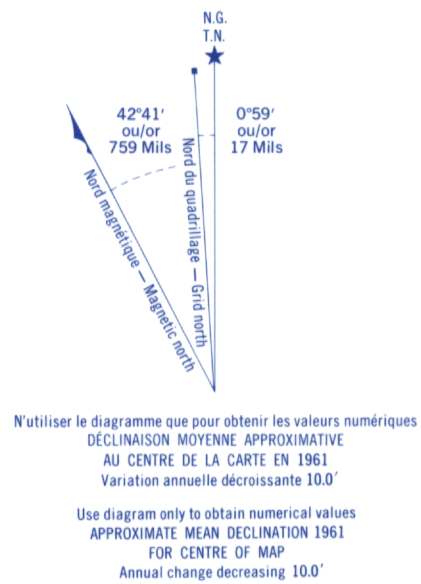 N.G.
T.N.
42°41′
ou/or
759 Mils
0°59′
ou/or
17 Mils
Nord magnétique — Magnetic north
Nord du quadrillage — Grid north
N'utiliser le diagramme que pour obtenir les valeurs numériques
DÉCLINAISON MOYENNE APPROXIMATIVE
AU CENTRE DE LA CARTE EN 1961
Variation annuelle décroissante 10.0′
Use diagram only to obtain numerical values
APPROXIMATE MEAN DECLINATION 1961
FOR CENTRE OF MAP
Annual change decreasing 10.0′